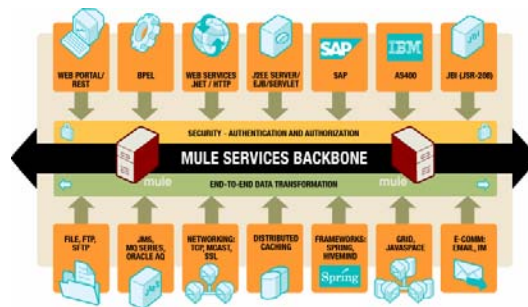 WEB PORTAL/
REST
BPEL
WEB SERVICES
.NET / HTTP
J2EE SERVER/
EJB/SERVLET
SAP
SAP
IBM
AS400
JBI
JBI (JSR-208)
SECURITY - AUTHENTICATION AND AUTHORIZATION
MULE SERVICES BACKBONE
mule
mule
END-TO-END DATA TRANSFORMATION
FILE, FTP,
SFTP
JMS,
MQ SERIES,
ORACLE AQ
NETWORKING:
TCP, MCAST,
SSL
DISTRIBUTED
CACHING
FRAMEWORKS:
SPRING,
HIVEMIND
Spring
GRID,
JAVASPACE
E-COMM:
EMAIL, IM